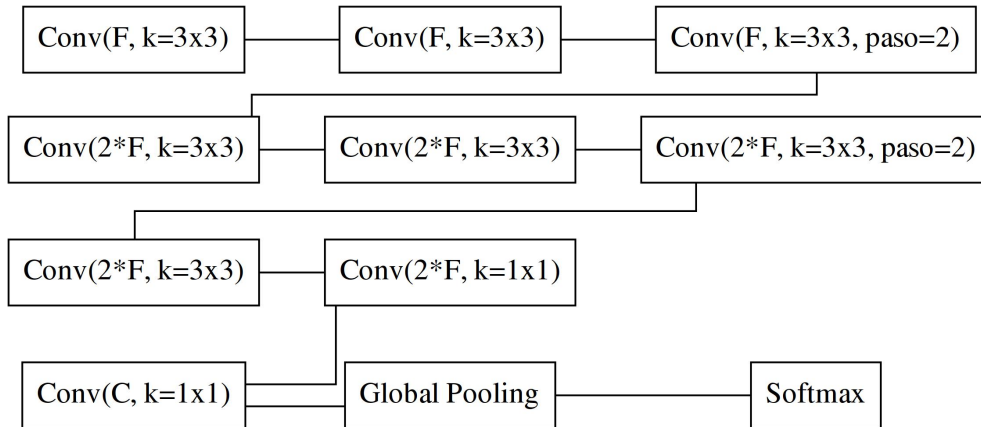 Conv(F, k=3x3)
Conv(F, k=3x3)
Conv(F, k=3x3, paso=2)
Conv(2*F, k=3x3)
Conv(2*F, k=3x3)
Conv(2*F, k=3x3, paso=2)
Conv(2*F, k=3x3)
Conv(2*F, k=1x1)
Conv(C, k=1x1)
Global Pooling
Softmax